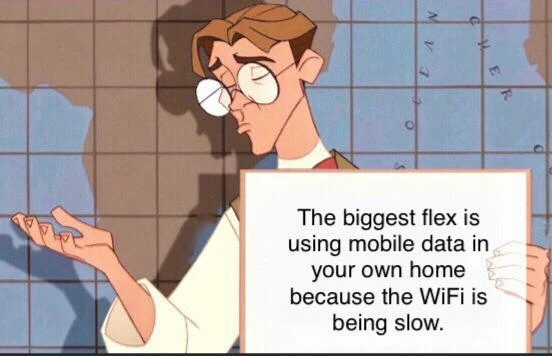 The biggest flex is
using mobile data in
your own home
because the WiFi is
being slow.